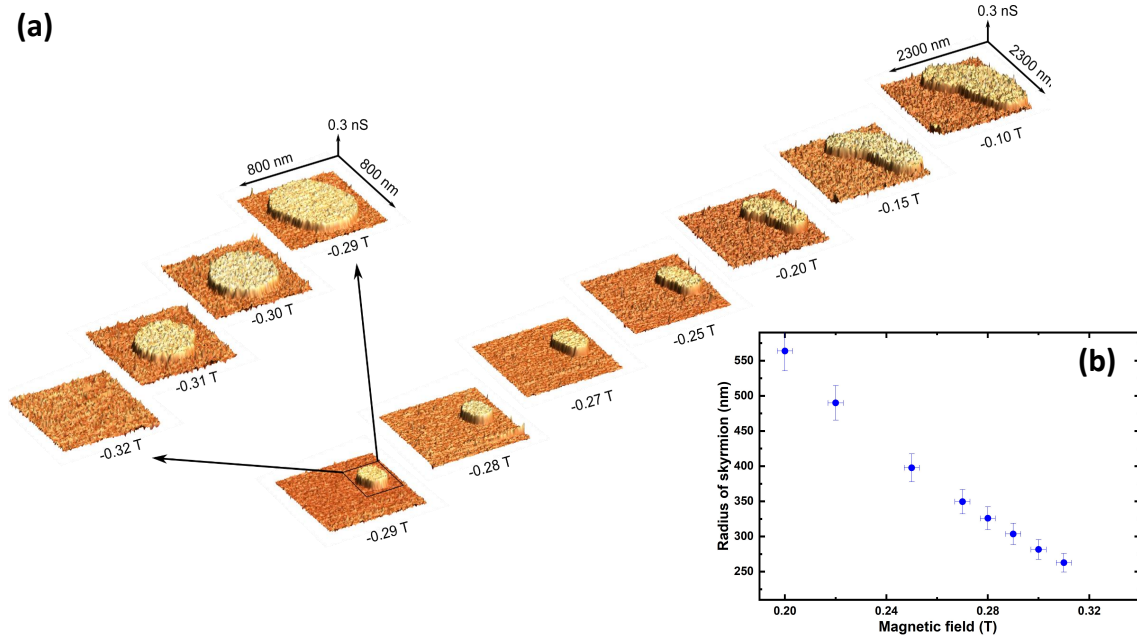 (a)
0.3 nS
2300 nm
2300 nm
-0.10 T
-0.15 T
-0.20 T
-0.25 T
-0.27 T
-0.28 T
-0.29 T
0.3 nS
800 nm
800 nm
-0.29 T
-0.30 T
-0.31 T
-0.32 T
(b)
Radius of skyrmion (nm)
550
500
450
400
350
300
250
0.20 0.24 0.28 0.32
Magnetic field (T)